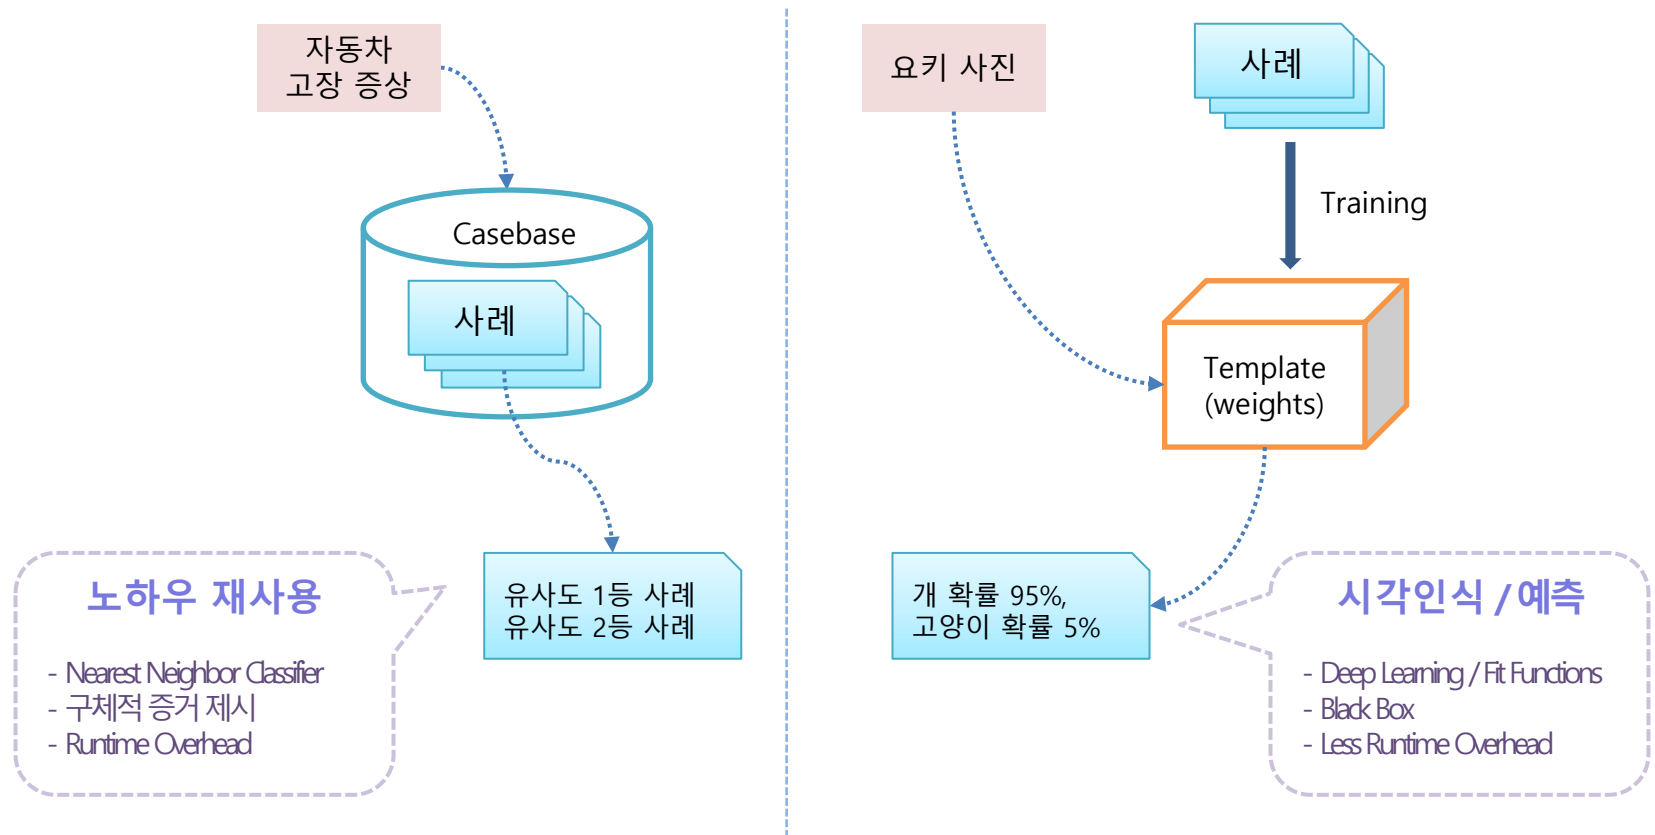 자동차
고장 증상
Casebase
사례
유사도 1등 사례
유사도 2등 사례
노하우 재사용
- Nearest Neighbor Classifier
- 구체적 증거 제시
- Runtime Overhead
요키 사진
사례
Training
Template
(weights)
개 확률 95%,
고양이 확률 5%
시각인식 / 예측
- Deep Learning / Fit Functions
- Black Box
- Less Runtime Overhead